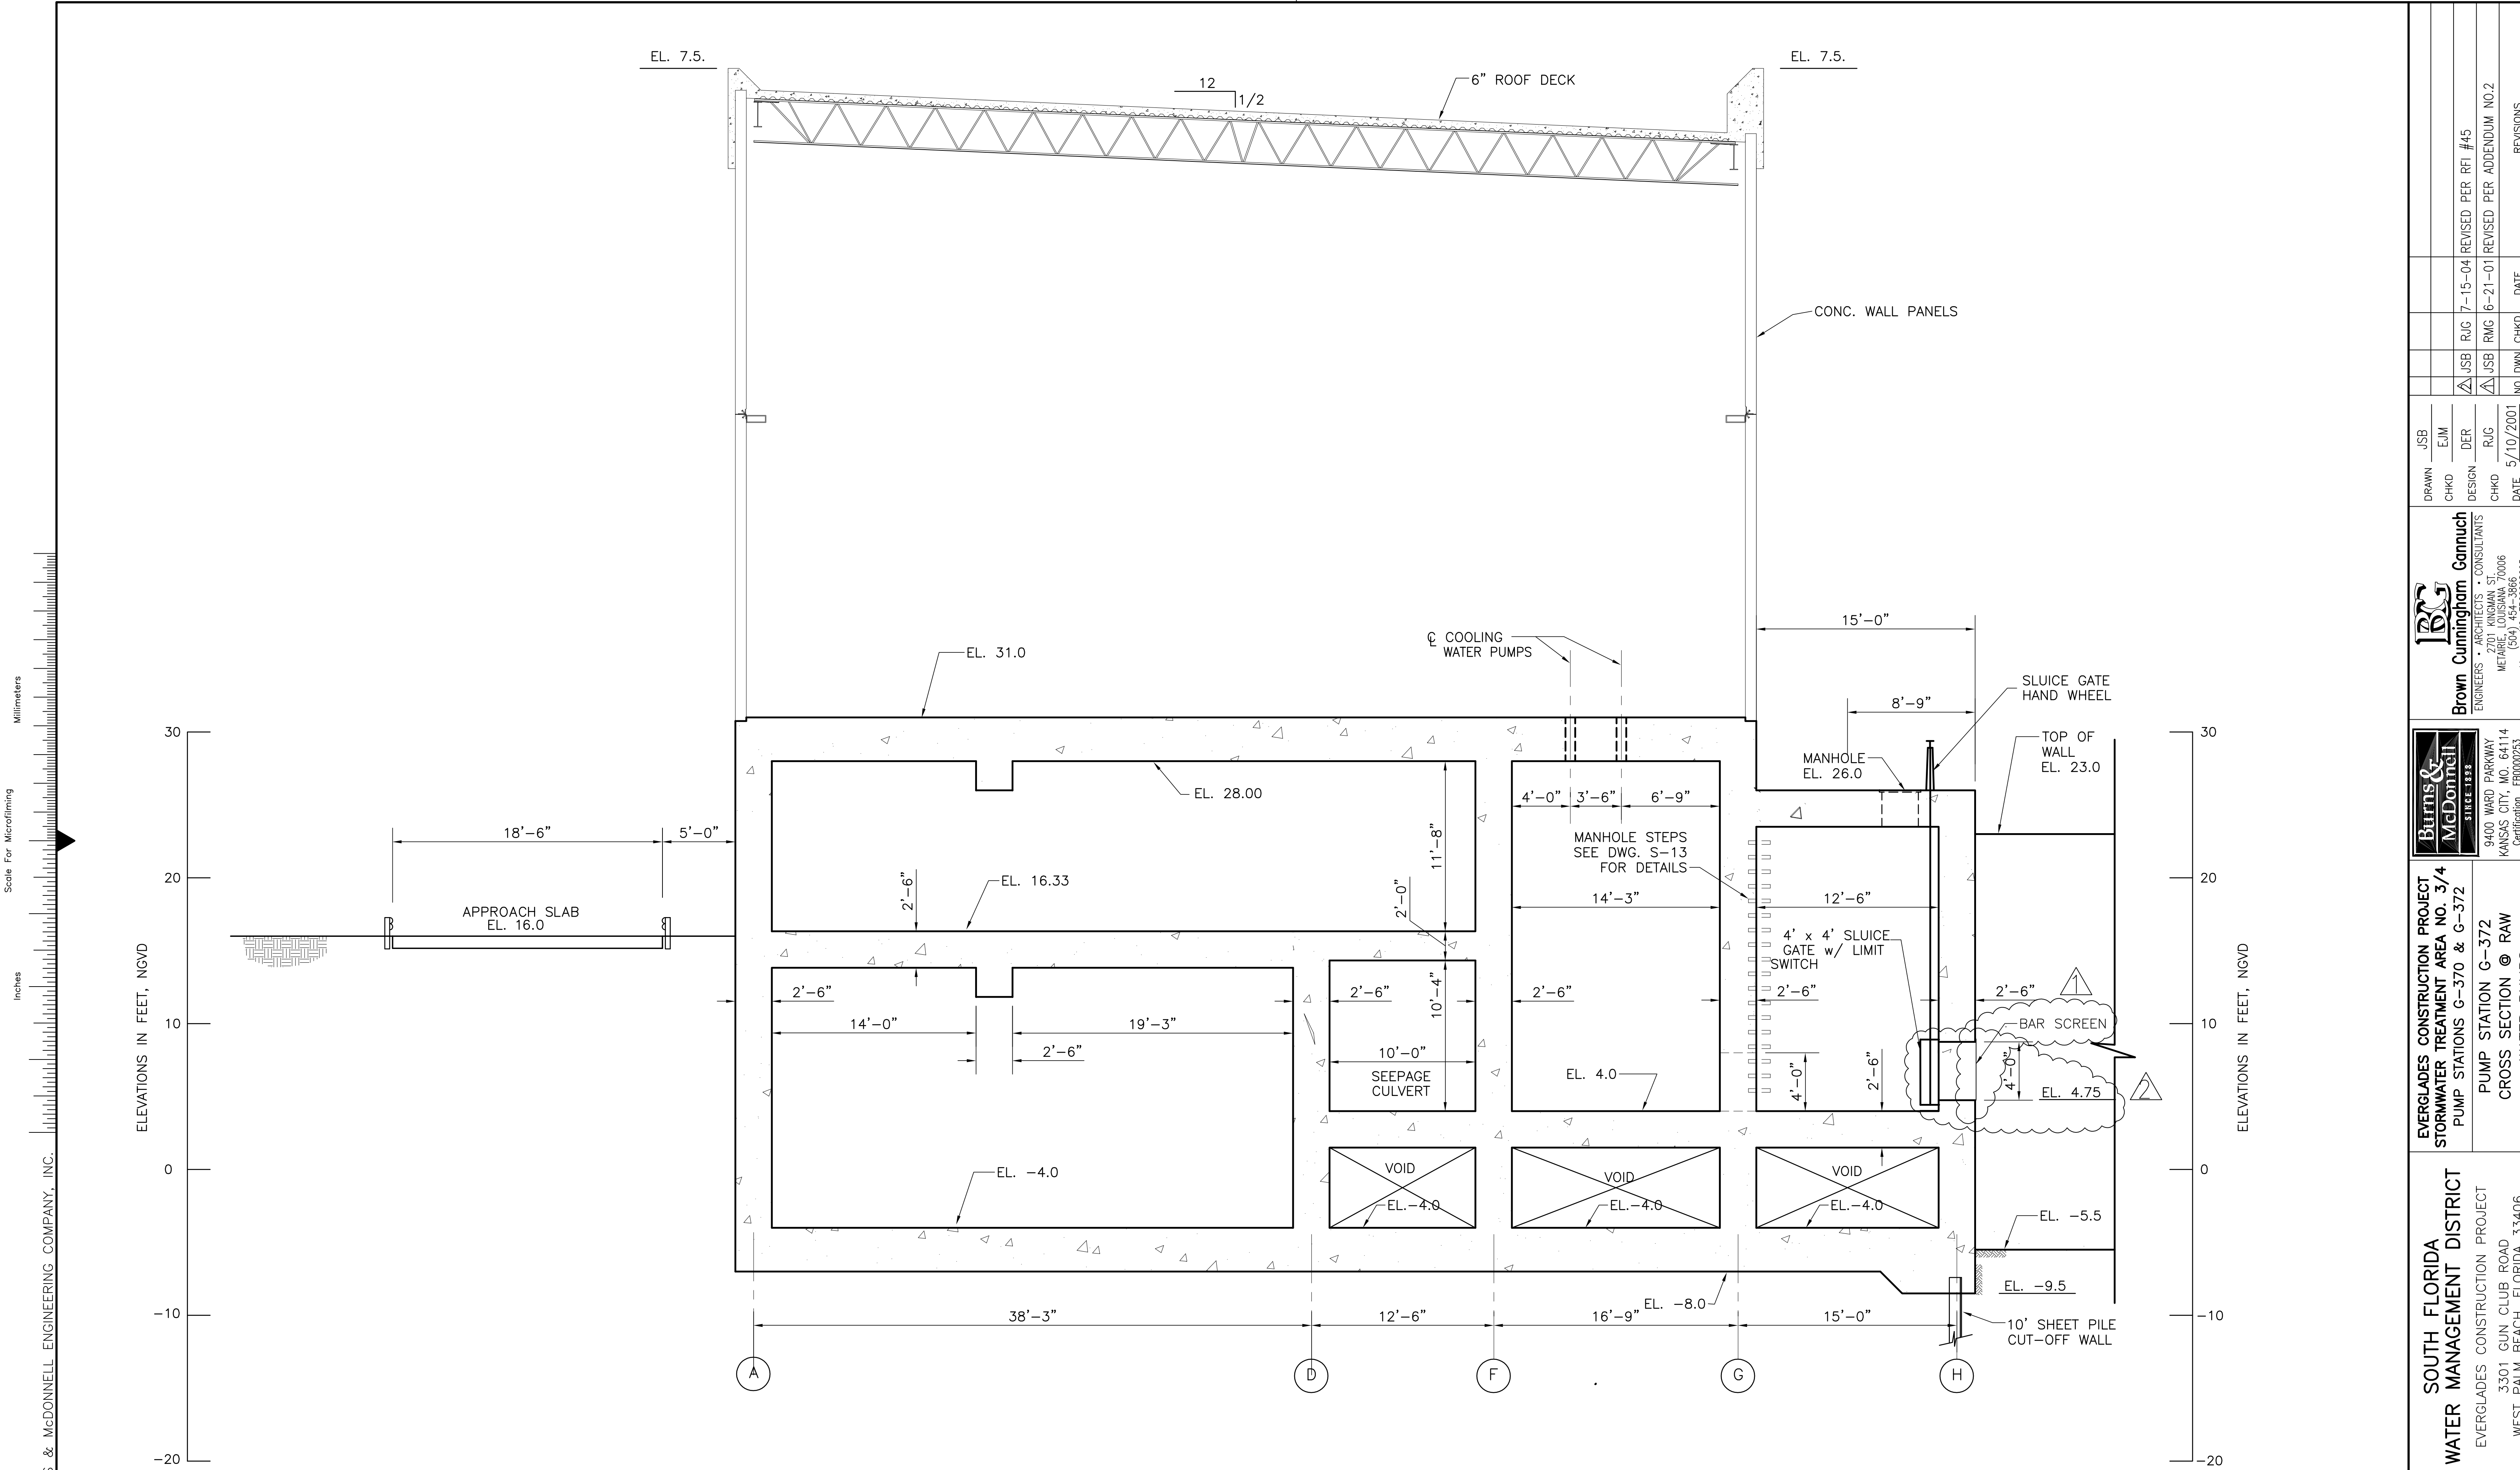 EL. 7.5.
EL. 7.5.
12
1/2
6” ROOF DECK
CONC. WALL PANELS
EL. 31.0
℄ COOLING
WATER PUMPS
15’-0”
8’-9”
SLUICE GATE
HAND WHEEL
TOP OF
WALL
EL. 23.0
MANHOLE
EL. 26.0
30
20
10
0
-10
-20
ELEVATIONS IN FEET, NGVD
18’-6”
5’-0”
APPROACH SLAB
EL. 16.0
EL. 28.00
11’-8”
4’-0”
3’-6”
6’-9”
MANHOLE STEPS
SEE DWG. S-13
FOR DETAILS
2’-6”
EL. 16.33
2’-0”
14’-3”
12’-6”
4’ x 4’ SLUICE
GATE w/ LIMIT
SWITCH
2’-6”
2’-6”
2’-6”
2’-6”
2’-6”
10’-4”
14’-0”
19’-3”
2’-6”
10’-0”
SEEPAGE
CULVERT
EL. 4.0
4’-0”
2’-6”
1
BAR SCREEN
4’-0”
EL. 4.75
2
EL. -4.0
VOID
EL.-4.0
VOID
EL.-4.0
VOID
EL.-4.0
EL. -5.5
EL. -9.5
EL. -8.0
10’ SHEET PILE
CUT-OFF WALL
38’-3”
12’-6”
16’-9”
15’-0”
A
D
F
G
H
30
20
10
0
-10
-20
ELEVATIONS IN FEET, NGVD
Millimeters
Scale For Microfilming
Inches
& McDONNELL ENGINEERING COMPANY, INC.
2 JSB RJG 7-15-04 REVISED PER RFI #45
1 JSB RMG 6-21-01 REVISED PER ADDENDUM NO.2
NO. DWN CHKD DATE REVISIONS
DRAWN JSB
CHKD EJM
DESIGN DER
CHKD RJG
DATE 5/10/2001
BCG
Brown Cunningham Gannuch
ENGINEERS • ARCHITECTS • CONSULTANTS
2701 KINGMAN ST.
METAIRIE, LOUISIANA 70006
(504) 454-3866
Burns &
McDonnell
SINCE 1898
9400 WARD PARKWAY
KANSAS CITY, MO. 64114
Certification EB0000253
EVERGLADES CONSTRUCTION PROJECT
STORMWATER TREATMENT AREA NO. 3/4
PUMP STATIONS G-370 & G-372
PUMP STATION G-372
CROSS SECTION @ RAW
SOUTH FLORIDA
WATER MANAGEMENT DISTRICT
EVERGLADES CONSTRUCTION PROJECT
3301 GUN CLUB ROAD
WEST PALM BEACH, FLORIDA 33406